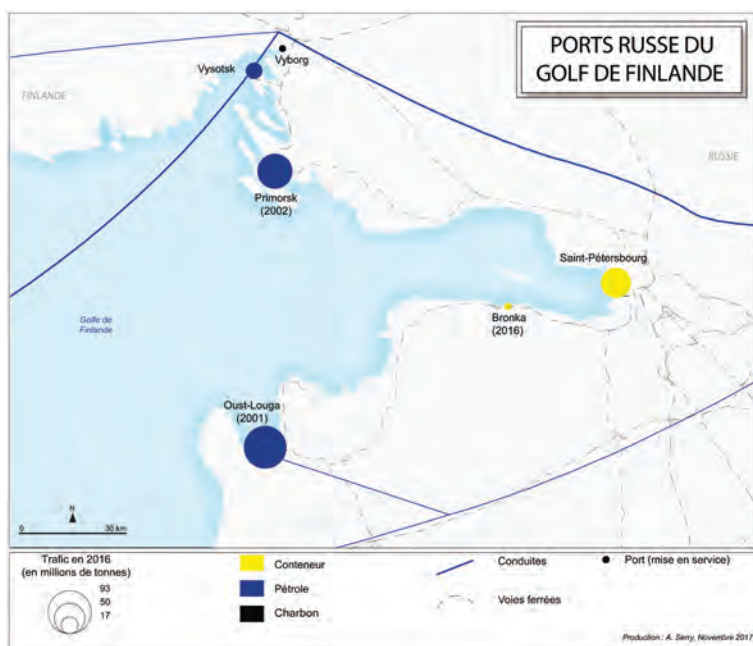 PORTS RUSSE DU
GOLF DE FINLANDE
Vyborg
Vysotsk
FINLANDE
RUSSIE
Primorsk
(2002)
Saint-Pétersbourg
Golfe de
Finlande
Bronka
(2016)
Oust-Louga
(2001)
N
0 30 km
Trafic en 2016
(en millions de tonnes)
93
50
17
Conteneur
Pétrole
Charbon
Conduites
Voies ferrées
Port (mise en service)
Production : A. Serry, Novembre 2017